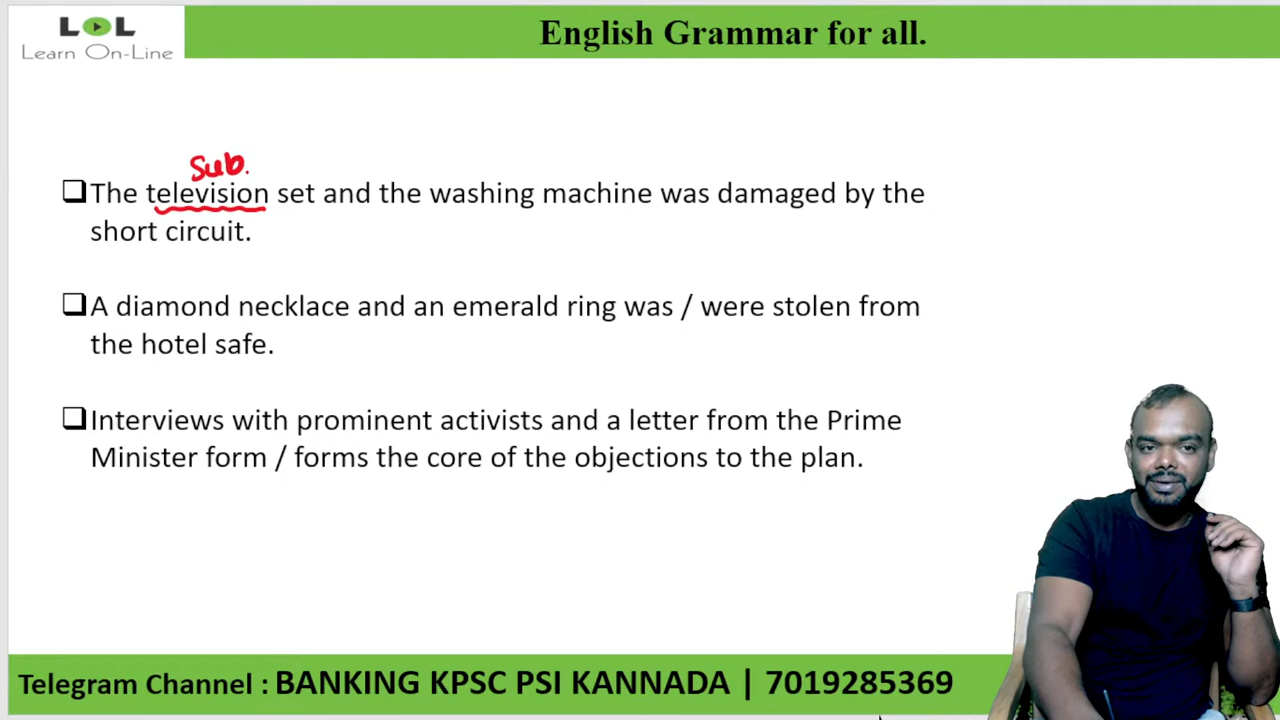 LOL
Learn On-Line
English Grammar for all.
Sub.
❑The television set and the washing machine was damaged by the
short circuit.
❑A diamond necklace and an emerald ring was / were stolen from
the hotel safe.
❑Interviews with prominent activists and a letter from the Prime
Minister form / forms the core of the objections to the plan.
Telegram Channel : BANKING KPSC PSI KANNADA | 7019285369